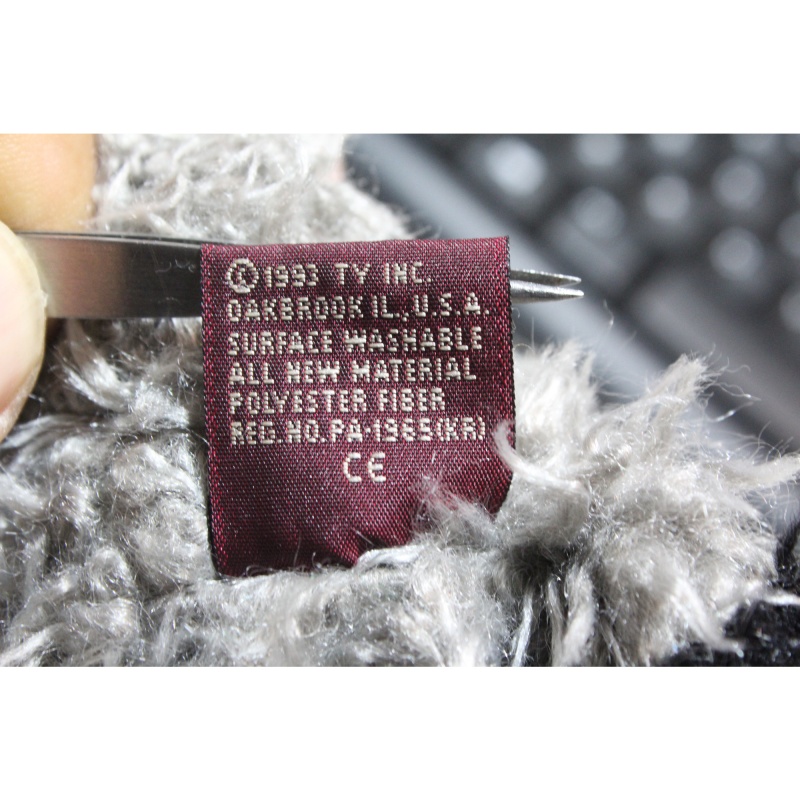 © 1993 TY INC.
OAKBROOK IL., U.S.A.
SURFACE WASHABLE
ALL NEW MATERIAL
POLYESTER FIBER
REG.NO. PA-1965(KR)
CE